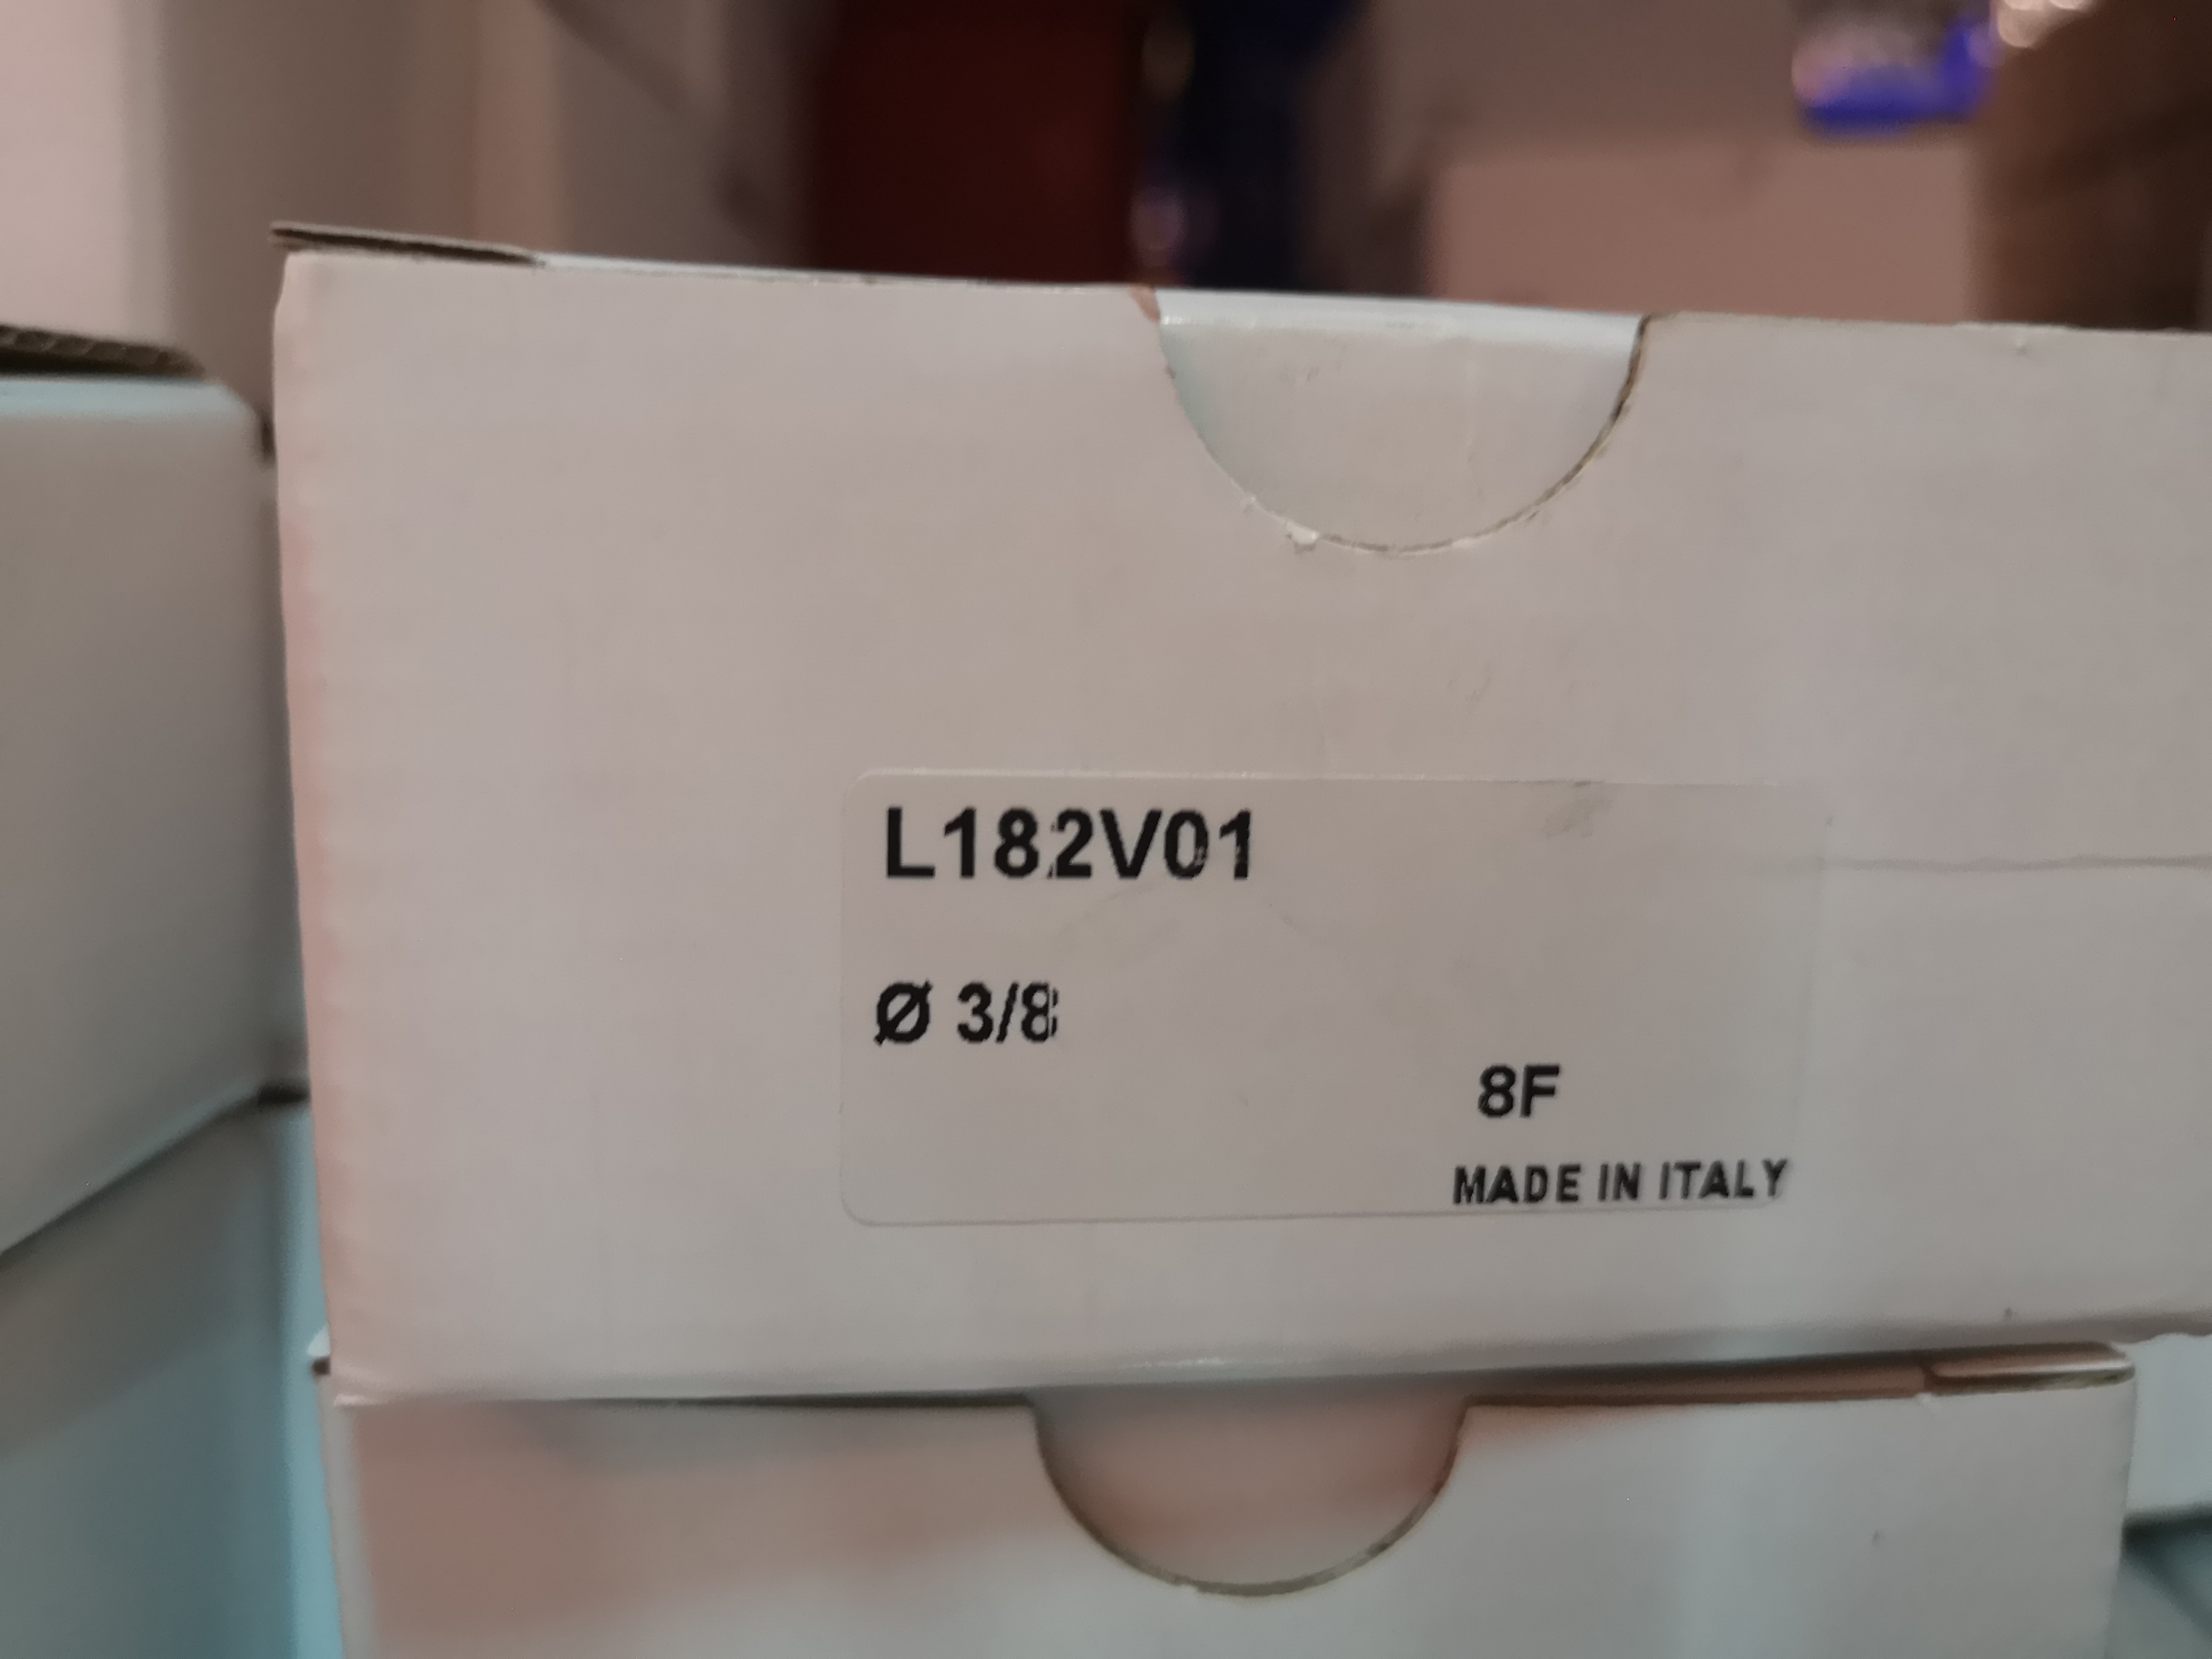 L182V01
Ø 3/8
8F
MADE IN ITALY